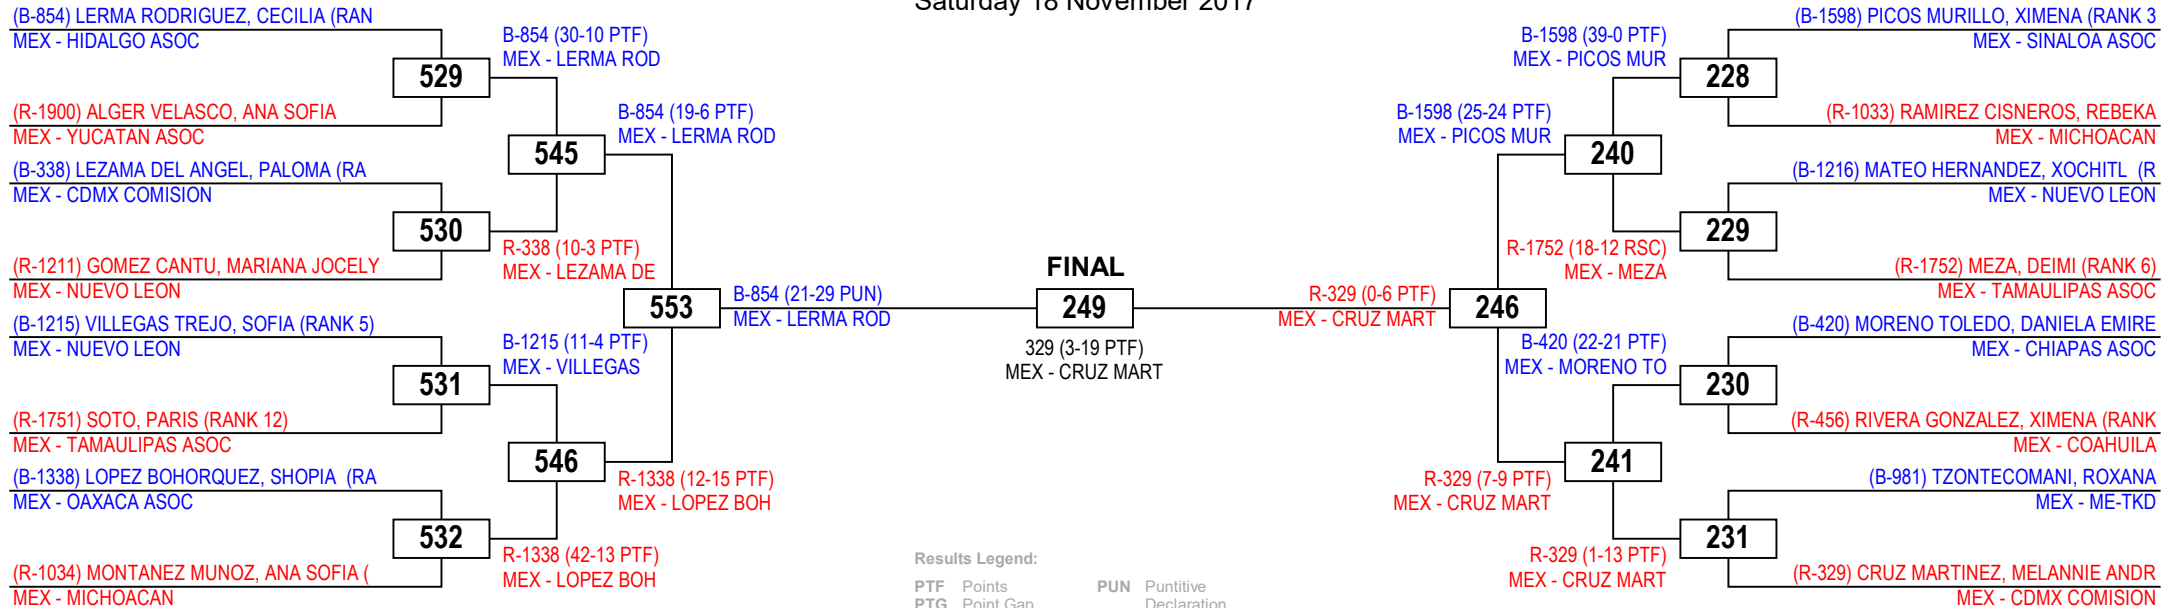 Saturday 18 November 2017
(B-854) LERMA RODRIGUEZ, CECILIA (RAN
MEX - HIDALGO ASOC
529
(R-1900) ALGER VELASCO, ANA SOFIA
MEX - YUCATAN ASOC
(B-338) LEZAMA DEL ANGEL, PALOMA (RA
MEX - CDMX COMISION
530
(R-1211) GOMEZ CANTU, MARIANA JOCELY
MEX - NUEVO LEON
(B-1215) VILLEGAS TREJO, SOFIA (RANK 5)
MEX - NUEVO LEON
531
(R-1751) SOTO, PARIS (RANK 12)
MEX - TAMAULIPAS ASOC
(B-1338) LOPEZ BOHORQUEZ, SHOPIA  (RA
MEX - OAXACA ASOC
532
(R-1034) MONTANEZ MUNOZ, ANA SOFIA (
MEX - MICHOACAN
B-854 (30-10 PTF)
MEX - LERMA ROD
545
R-338 (10-3 PTF)
MEX - LEZAMA DE
B-1215 (11-4 PTF)
MEX - VILLEGAS
546
R-1338 (42-13 PTF)
MEX - LOPEZ BOH
B-854 (19-6 PTF)
MEX - LERMA ROD
553
R-1338 (12-15 PTF)
MEX - LOPEZ BOH
B-854 (21-29 PUN)
MEX - LERMA ROD
FINAL
249
329 (3-19 PTF)
MEX - CRUZ MART
R-329 (0-6 PTF)
MEX - CRUZ MART
246
B-1598 (25-24 PTF)
MEX - PICOS MUR
240
R-329 (7-9 PTF)
MEX - CRUZ MART
241
B-1598 (39-0 PTF)
MEX - PICOS MUR
R-1752 (18-12 RSC)
MEX - MEZA
B-420 (22-21 PTF)
MEX - MORENO TO
R-329 (1-13 PTF)
MEX - CRUZ MART
(B-1598) PICOS MURILLO, XIMENA (RANK 3
MEX - SINALOA ASOC
228
(R-1033) RAMIREZ CISNEROS, REBEKA
MEX - MICHOACAN
(B-1216) MATEO HERNANDEZ, XOCHITL  (R
MEX - NUEVO LEON
229
(R-1752) MEZA, DEIMI (RANK 6)
MEX - TAMAULIPAS ASOC
(B-420) MORENO TOLEDO, DANIELA EMIRE
MEX - CHIAPAS ASOC
230
(R-456) RIVERA GONZALEZ, XIMENA (RANK
MEX - COAHUILA
(B-981) TZONTECOMANI, ROXANA
MEX - ME-TKD
231
(R-329) CRUZ MARTINEZ, MELANNIE ANDR
MEX - CDMX COMISION
Results Legend:
PTF Points PUN Puntitive
PTG Point Gap Declaration